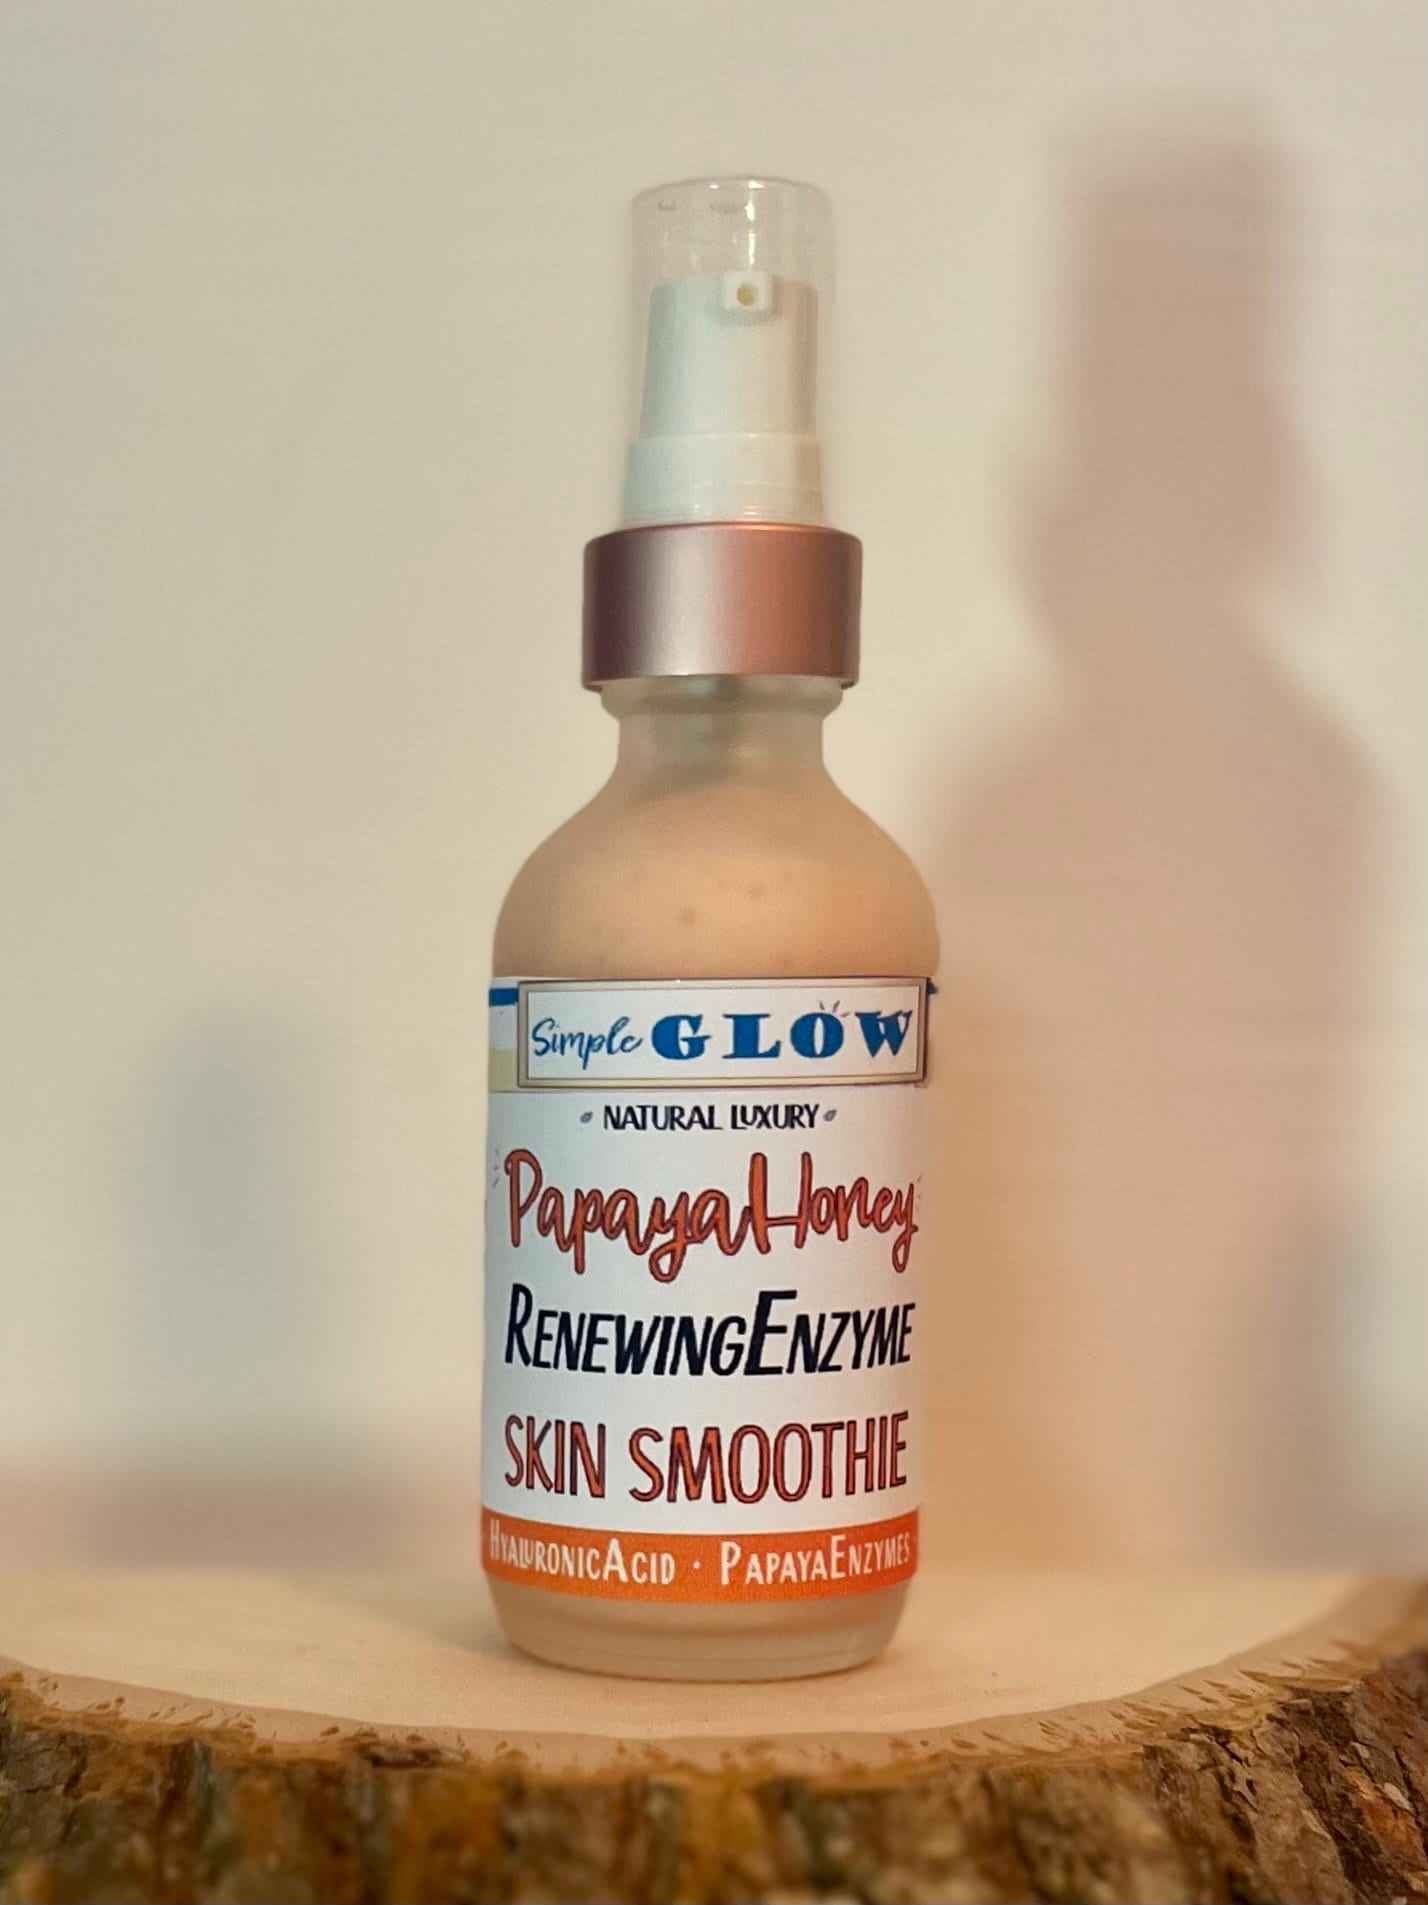 Simple GLOW
NATURAL LUXURY
PapayaHoney
RENEWINGENZYME
SKIN SMOOTHIE
HYALURONICACID · PAPAYAENZYMES